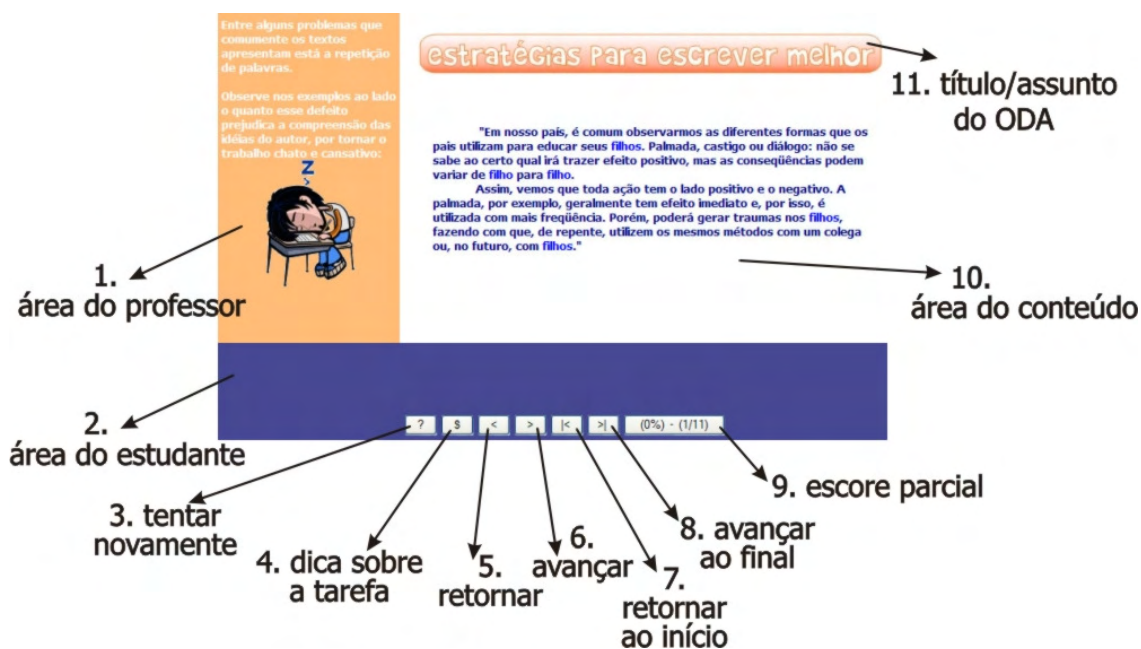 Entre alguns problemas que
comumente os textos
apresentam está a repetição
de palavras.
Observe nos exemplos ao lado
o quanto esse defeito
prejudica a compreensão das
idéias do autor, por tornar o
trabalho chato e cansativo:
Z
estratégias para escrever melhor
11. título/assunto
do ODA
"Em nosso país, é comum observarmos as diferentes formas que os
pais utilizam para educar seus filhos. Palmada, castigo ou diálogo: não se
sabe ao certo qual irá trazer efeito positivo, mas as conseqüências podem
variar de filho para filho.
Assim, vemos que toda ação tem o lado positivo e o negativo. A
palmada, por exemplo, geralmente tem efeito imediato e, por isso, é
utilizada com mais freqüência. Porém, poderá gerar traumas nos filhos,
fazendo com que, de repente, utilizem os mesmos métodos com um colega
ou, no futuro, com filhos."
1.
área do professor
10.
área do conteúdo
? $ < > |< >| (0%) - (1/11)
2.
área do estudante
3. tentar
novamente
4. dica sobre
a tarefa
5.
retornar
6.
avançar
7.
retornar
ao início
8. avançar
ao final
9. escore parcial